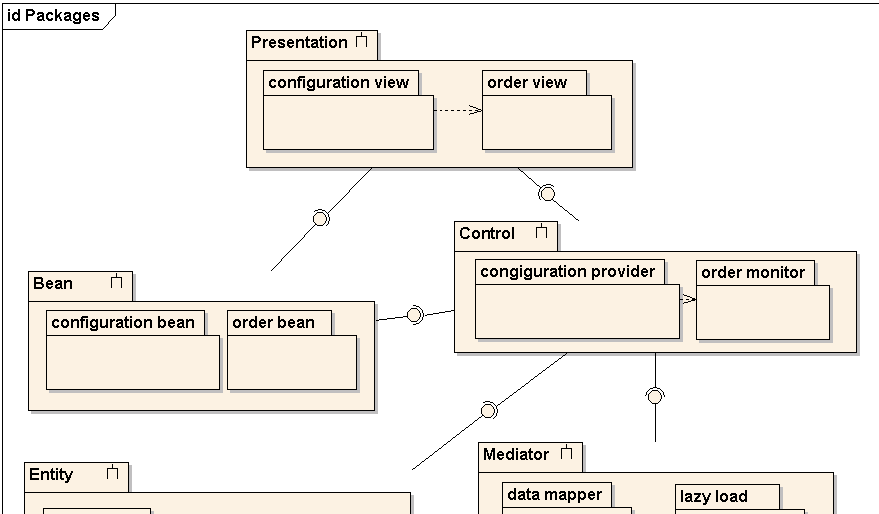 id Packages
Presentation
configuration view
order view
Control
congiguration provider
order monitor
Bean
configuration bean
order bean
Entity
Mediator
data mapper
lazy load